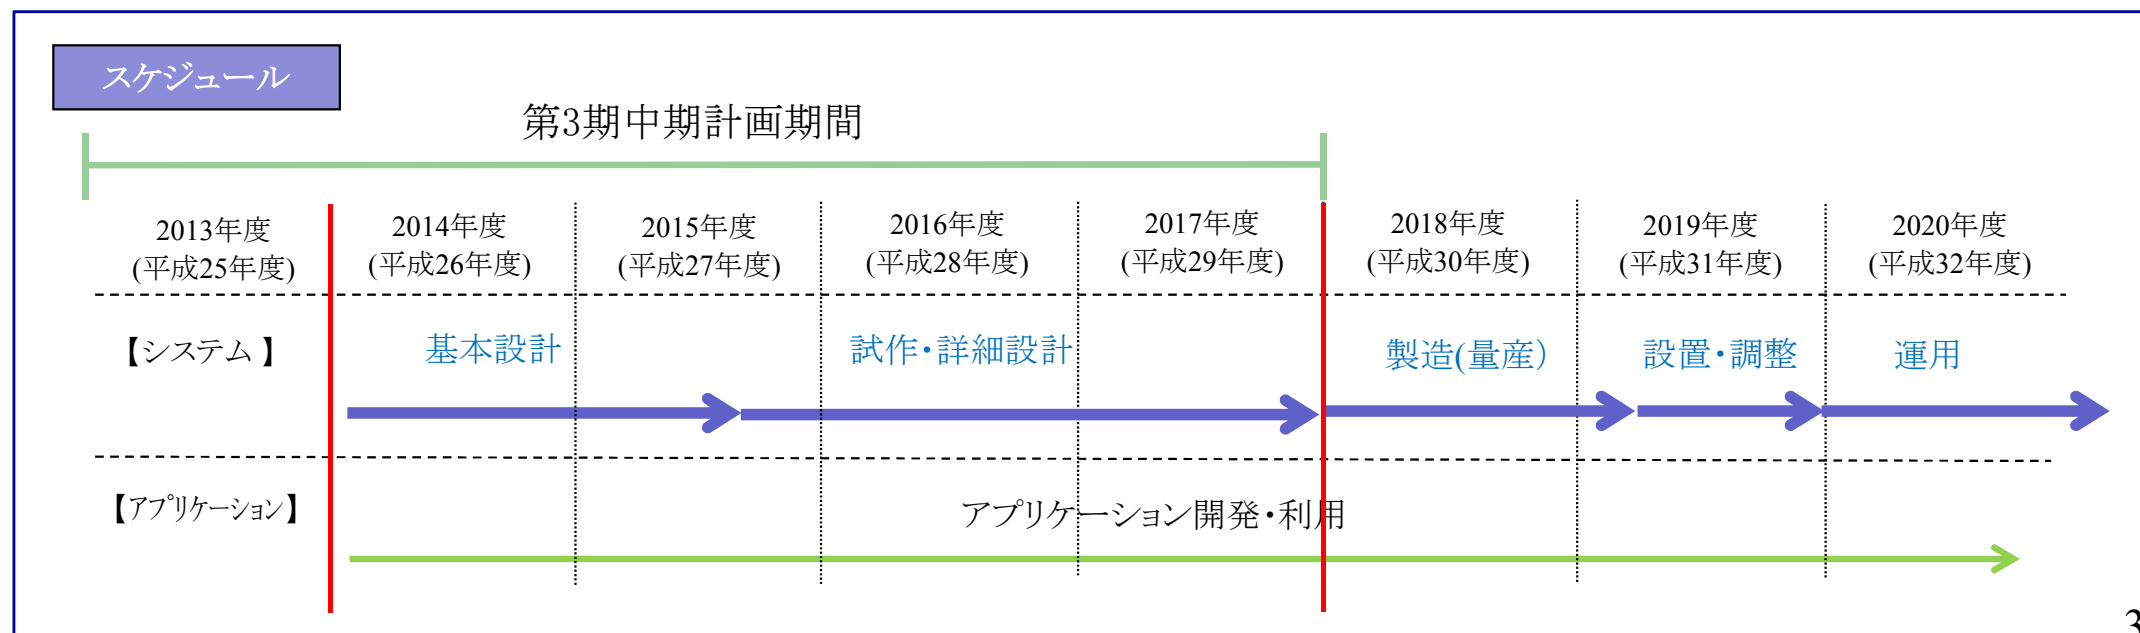 スケジュール
第3期中期計画期間
2013年度
(平成25年度)
2014年度
(平成26年度)
2015年度
(平成27年度)
2016年度
(平成28年度)
2017年度
(平成29年度)
2018年度
(平成30年度)
2019年度
(平成31年度)
2020年度
(平成32年度)
【システム 】
基本設計
試作・詳細設計
製造(量産）
設置・調整
運用
【アプリケーション】
アプリケーション開発・利用
3